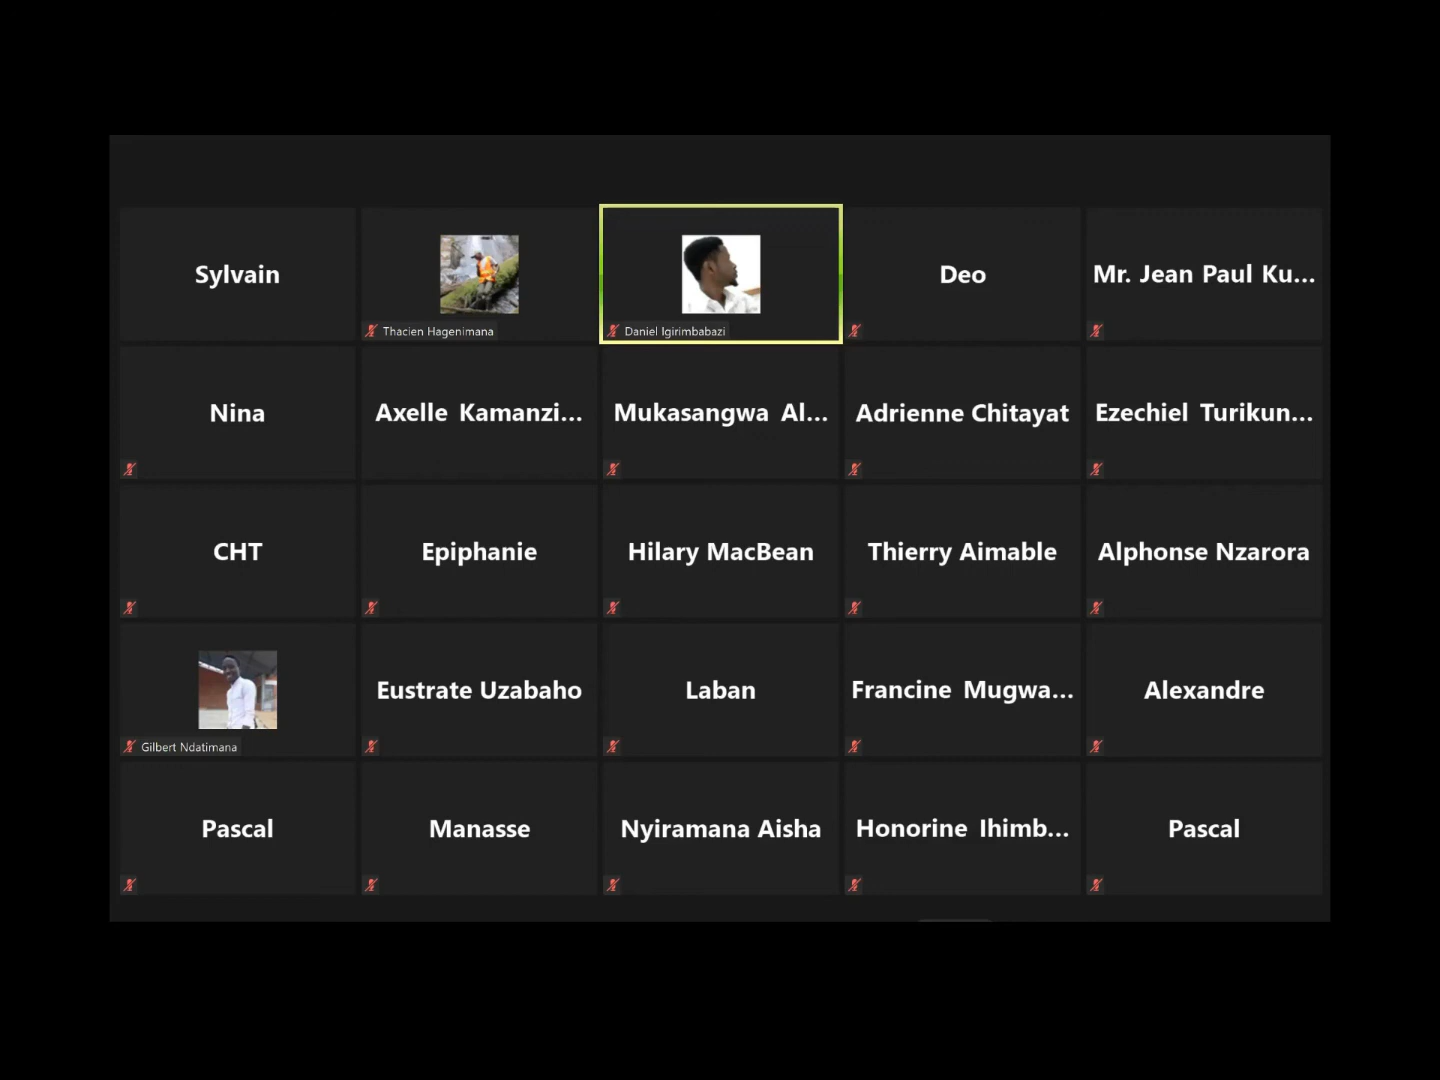 Sylvain
Thacien Hagenimana
Daniel Igirimbabazi
Deo
Mr. Jean Paul Ku...
Nina
Axelle Kamanzi...
Mukasangwa Al...
Adrienne Chitayat
Ezechiel Turikun...
CHT
Epiphanie
Hilary MacBean
Thierry Aimable
Alphonse Nzarora
Gilbert Ndatimana
Eustrate Uzabaho
Laban
Francine Mugwa...
Alexandre
Pascal
Manasse
Nyiramana Aisha
Honorine Ihimb...
Pascal